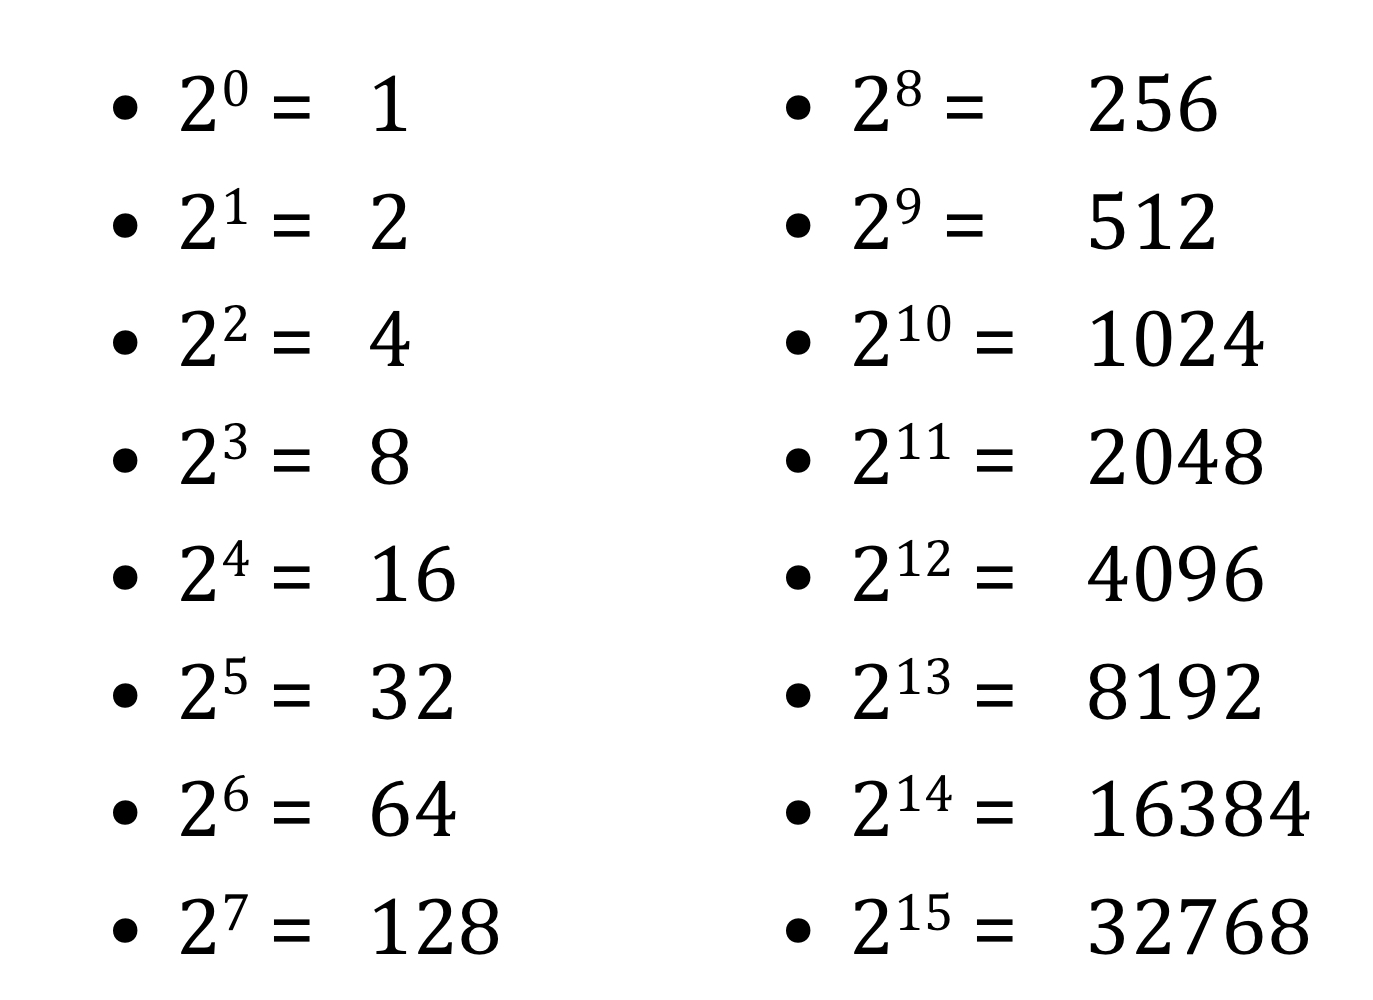 • 2⁰ = 1
• 2¹ = 2
• 2² = 4
• 2³ = 8
• 2⁴ = 16
• 2⁵ = 32
• 2⁶ = 64
• 2⁷ = 128
• 2⁸ = 256
• 2⁹ = 512
• 2¹⁰ = 1024
• 2¹¹ = 2048
• 2¹² = 4096
• 2¹³ = 8192
• 2¹⁴ = 16384
• 2¹⁵ = 32768